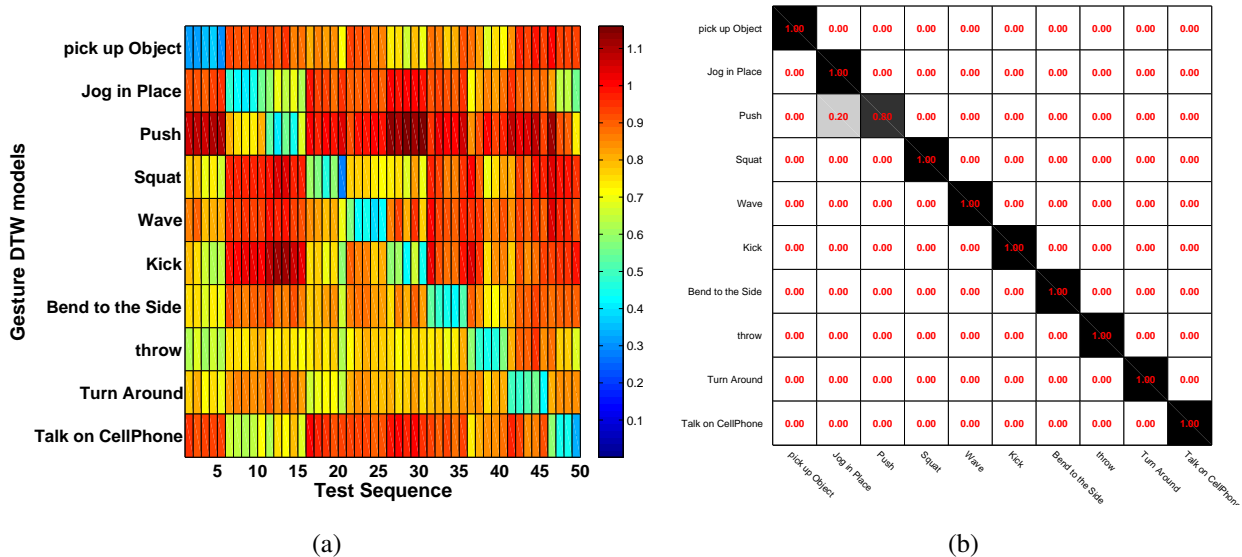 Gesture DTW models
pick up Object
Jog in Place
Push
Squat
Wave
Kick
Bend to the Side
throw
Turn Around
Talk on CellPhone
5 10 15 20 25 30 35 40 45 50
Test Sequence
1.1
1
0.9
0.8
0.7
0.6
0.5
0.4
0.3
0.2
0.1
(a)
pick up Object 1.00 0.00 0.00 0.00 0.00 0.00 0.00 0.00 0.00 0.00
Jog in Place 0.00 1.00 0.00 0.00 0.00 0.00 0.00 0.00 0.00 0.00
Push 0.00 0.20 0.80 0.00 0.00 0.00 0.00 0.00 0.00 0.00
Squat 0.00 0.00 0.00 1.00 0.00 0.00 0.00 0.00 0.00 0.00
Wave 0.00 0.00 0.00 0.00 1.00 0.00 0.00 0.00 0.00 0.00
Kick 0.00 0.00 0.00 0.00 0.00 1.00 0.00 0.00 0.00 0.00
Bend to the Side 0.00 0.00 0.00 0.00 0.00 0.00 1.00 0.00 0.00 0.00
throw 0.00 0.00 0.00 0.00 0.00 0.00 0.00 1.00 0.00 0.00
Turn Around 0.00 0.00 0.00 0.00 0.00 0.00 0.00 0.00 1.00 0.00
Talk on CellPhone 0.00 0.00 0.00 0.00 0.00 0.00 0.00 0.00 0.00 1.00
pick up Object
Jog in Place
Push
Squat
Wave
Kick
Bend to the Side
throw
Turn Around
Talk on CellPhone
(b)